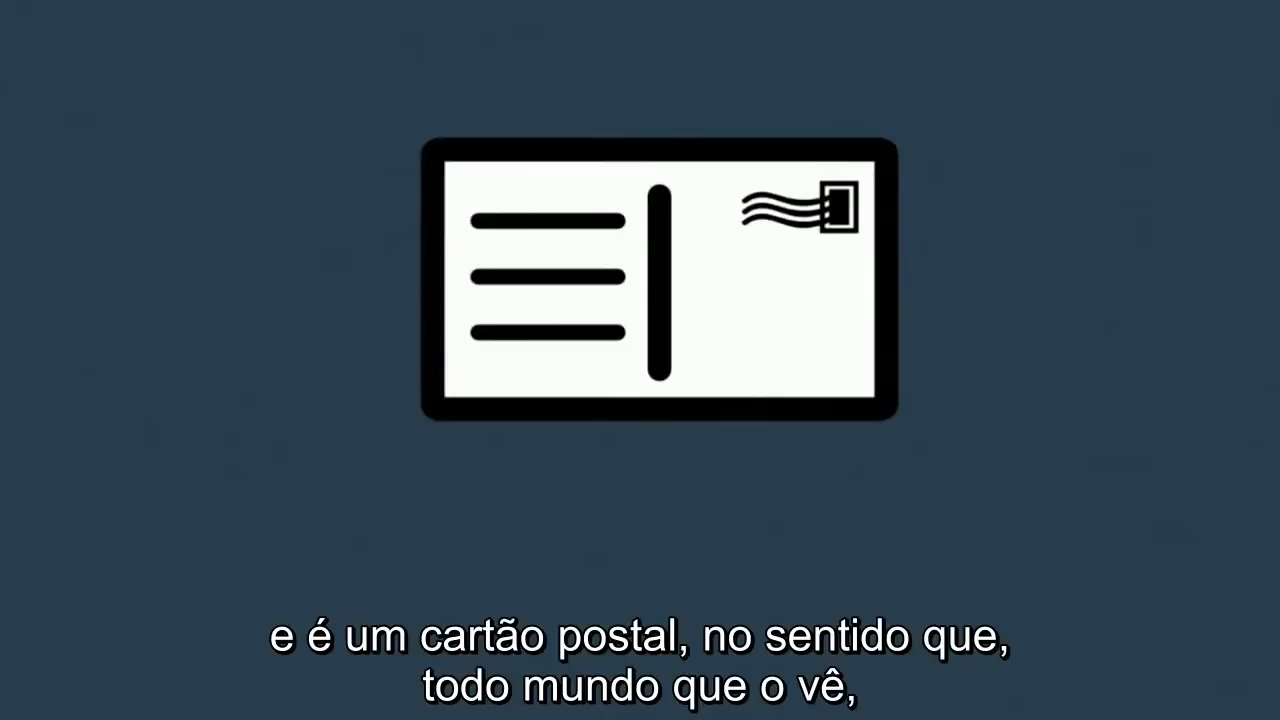 e é um cartão postal, no sentido que,
todo mundo que o vê,